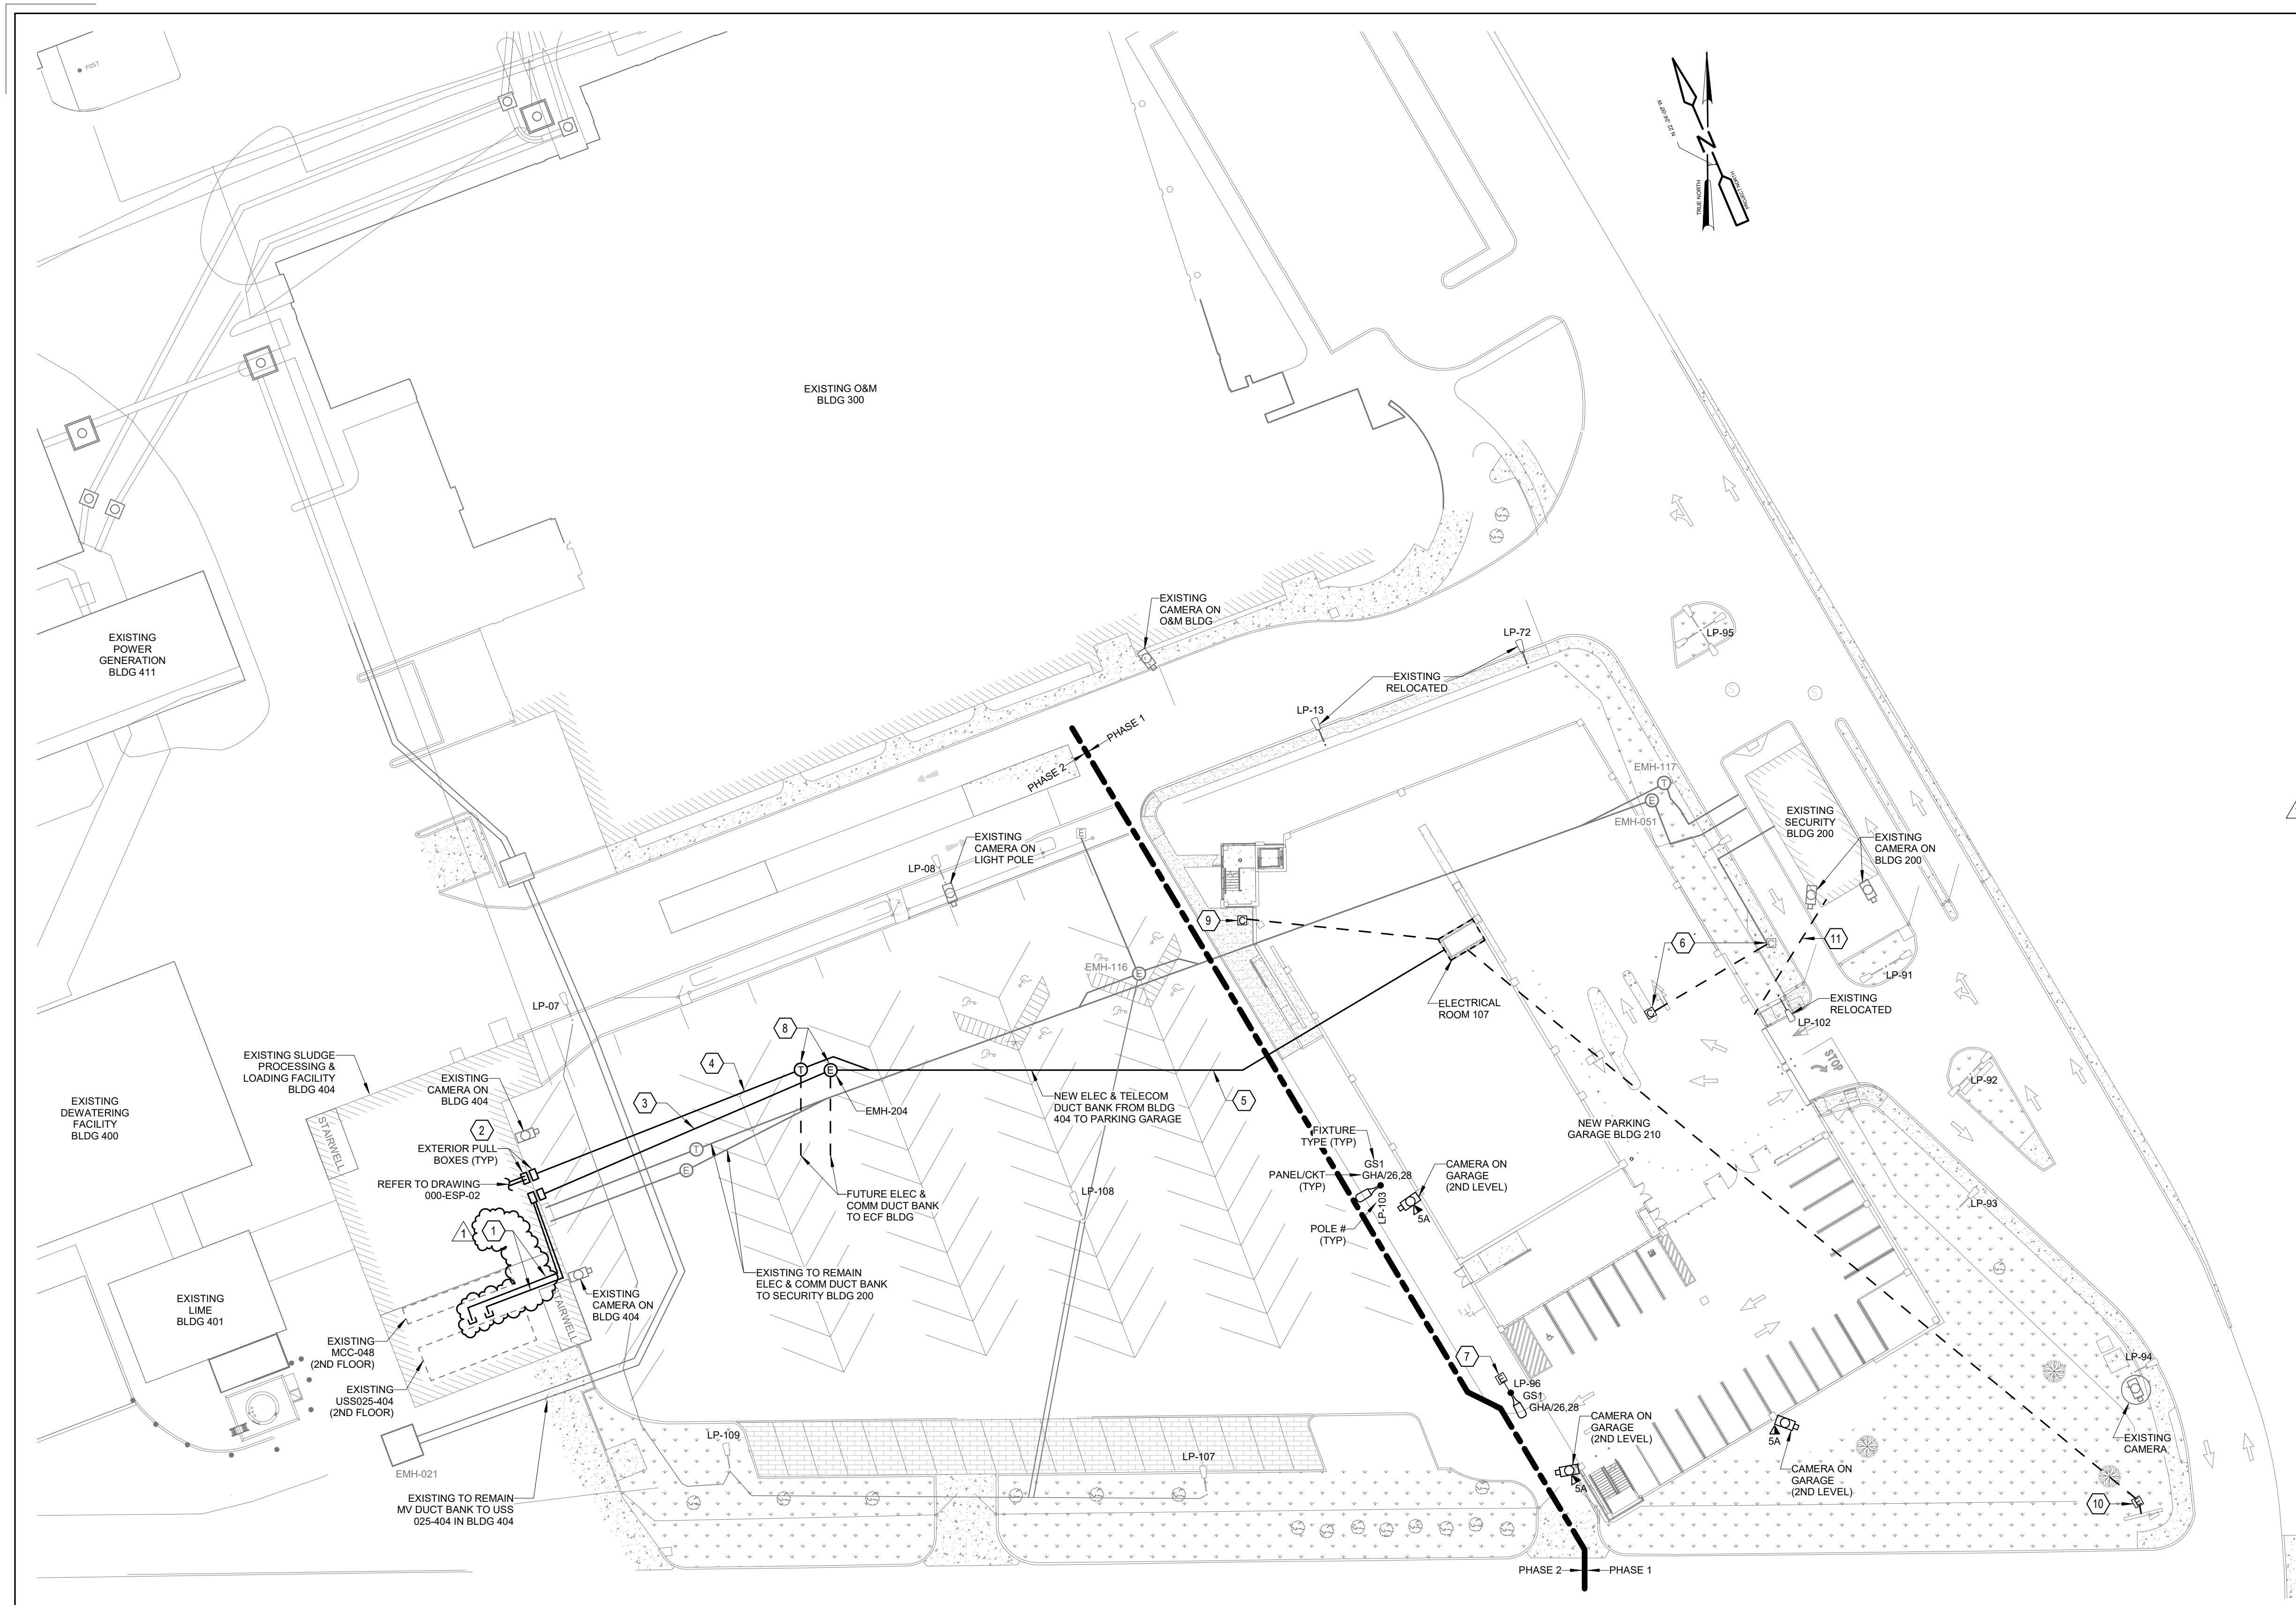 POST
N 22°-24'-00" W
N
TRUE NORTH
PROJECT NORTH
EXISTING O&M
BLDG 300
EXISTING
CAMERA ON
O&M BLDG
EXISTING
POWER
GENERATION
BLDG 411
LP-72
LP-95
EXISTING
RELOCATED
LP-13
S
S
PHASE 1
PHASE 2
EMH-117
T
E
EMH-051
EXISTING
SECURITY
BLDG 200
EXISTING
CAMERA ON
BLDG 200
E
EXISTING
CAMERA ON
LIGHT POLE
LP-08
9
C
6
C
11
EMH-116
E
LP-91
LP-07
ELECTRICAL
ROOM 107
C
EXISTING
RELOCATED
LP-102
STOP
8
4
T
E
EXISTING SLUDGE
PROCESSING &
LOADING FACILITY
BLDG 404
EXISTING
CAMERA ON
BLDG 404
3
EMH-204
NEW ELEC & TELECOM
DUCT BANK FROM BLDG
404 TO PARKING GARAGE
5
LP-92
EXISTING
DEWATERING
FACILITY
BLDG 400
STAIRWELL
2
EXTERIOR PULL
BOXES (TYP)
T
E
REFER TO DRAWING
000-ESP-02
FIXTURE
TYPE (TYP)
NEW PARKING
GARAGE BLDG 210
GS1
GHA/26,28
PANEL/CKT
(TYP)
CAMERA ON
GARAGE
(2ND LEVEL)
5A
LP-103
POLE #
(TYP)
LP-108
LP-93
FUTURE ELEC &
COMM DUCT BANK
TO ECF BLDG
1
1
EXISTING TO REMAIN
ELEC & COMM DUCT BANK
TO SECURITY BLDG 200
EXISTING
CAMERA ON
BLDG 404
STAIRWELL
EXISTING
LIME
BLDG 401
EXISTING
MCC-048
(2ND FLOOR)
EXISTING
USS025-404
(2ND FLOOR)
7
LP-96
GS1
GHA/26,28
LP-94
CAMERA ON
GARAGE
(2ND LEVEL)
5A
5A
EXISTING
CAMERA
LP-109
LP-107
EMH-021
CAMERA ON
GARAGE
(2ND LEVEL)
10
EXISTING TO REMAIN
MV DUCT BANK TO USS
025-404 IN BLDG 404
PHASE 2
PHASE 1